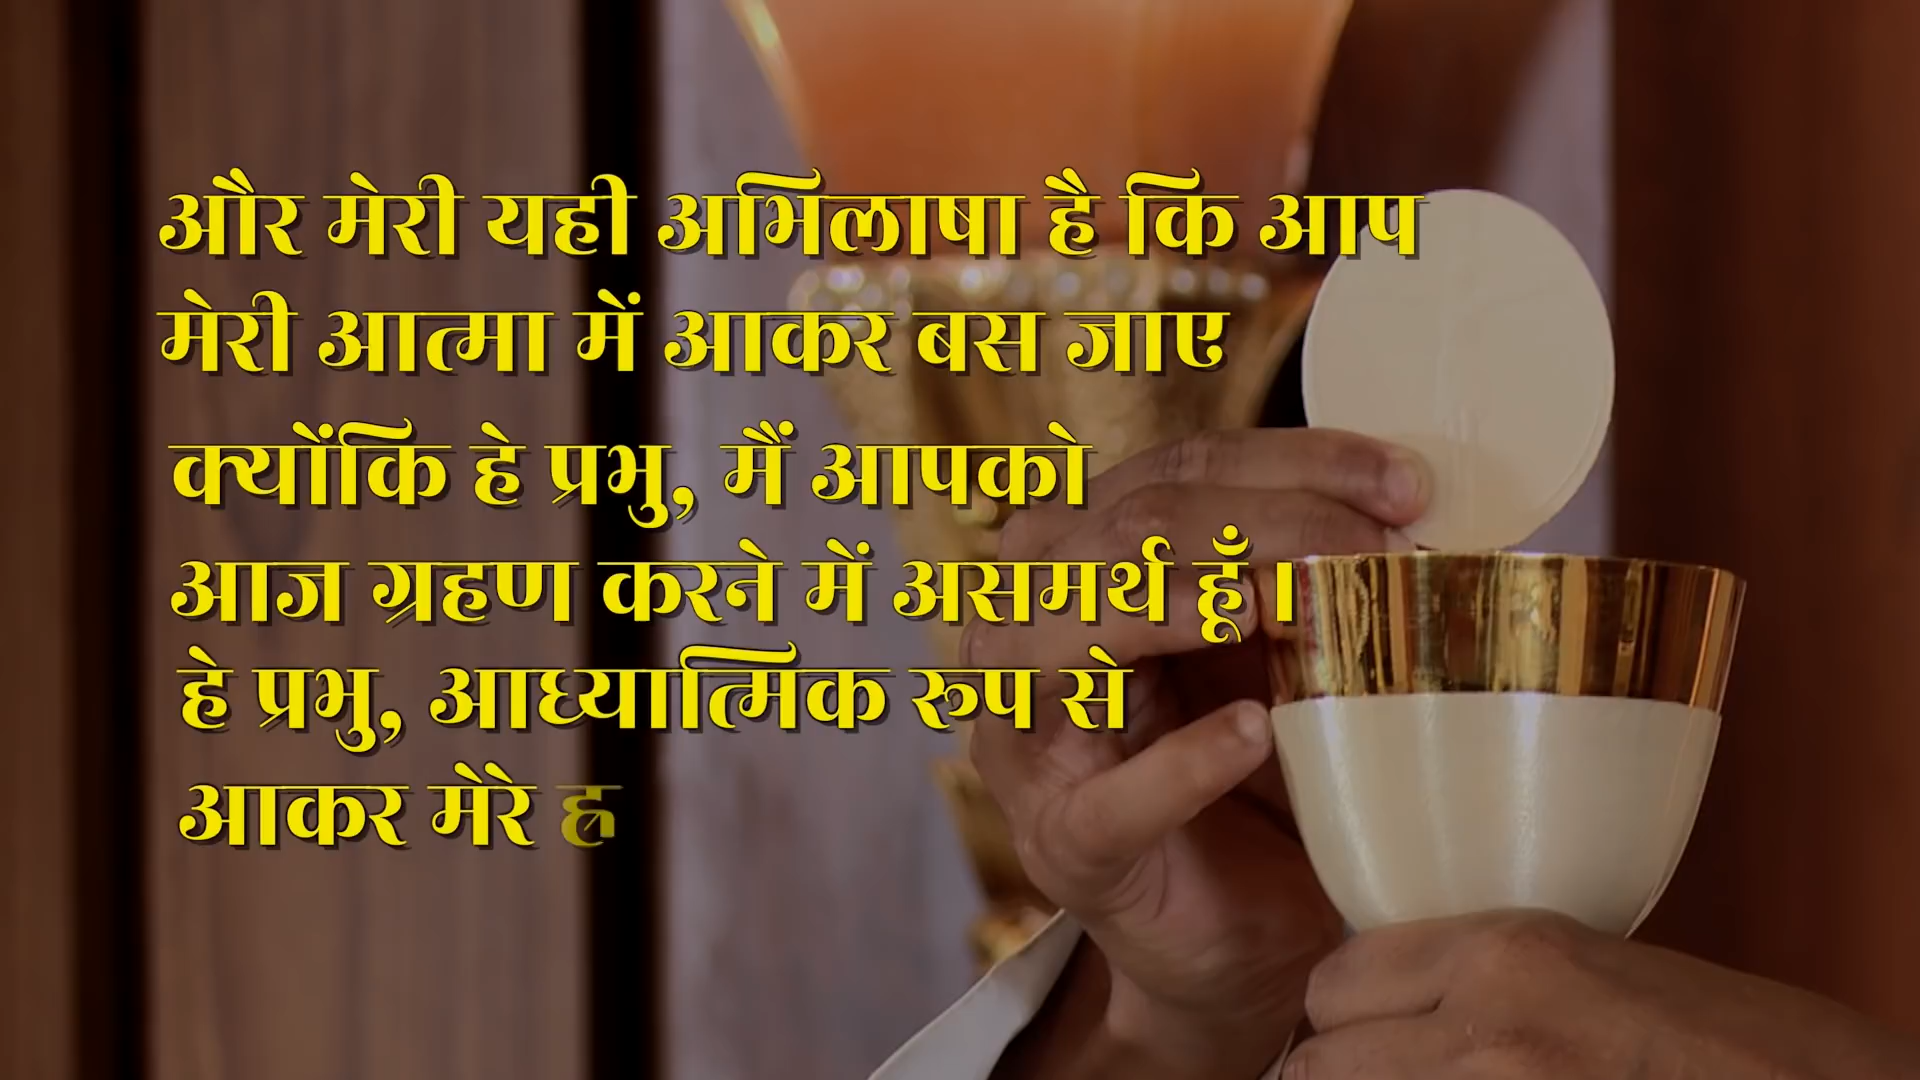 और मेरी यही अभिलाषा है कि आप
मेरी आत्मा में आकर बस जाए
क्योंकि हे प्रभु, मैं आपको
आज ग्रहण करने में असमर्थ हूँ।
हे प्रभु, आध्यात्मिक रूप से
आकर मेरे